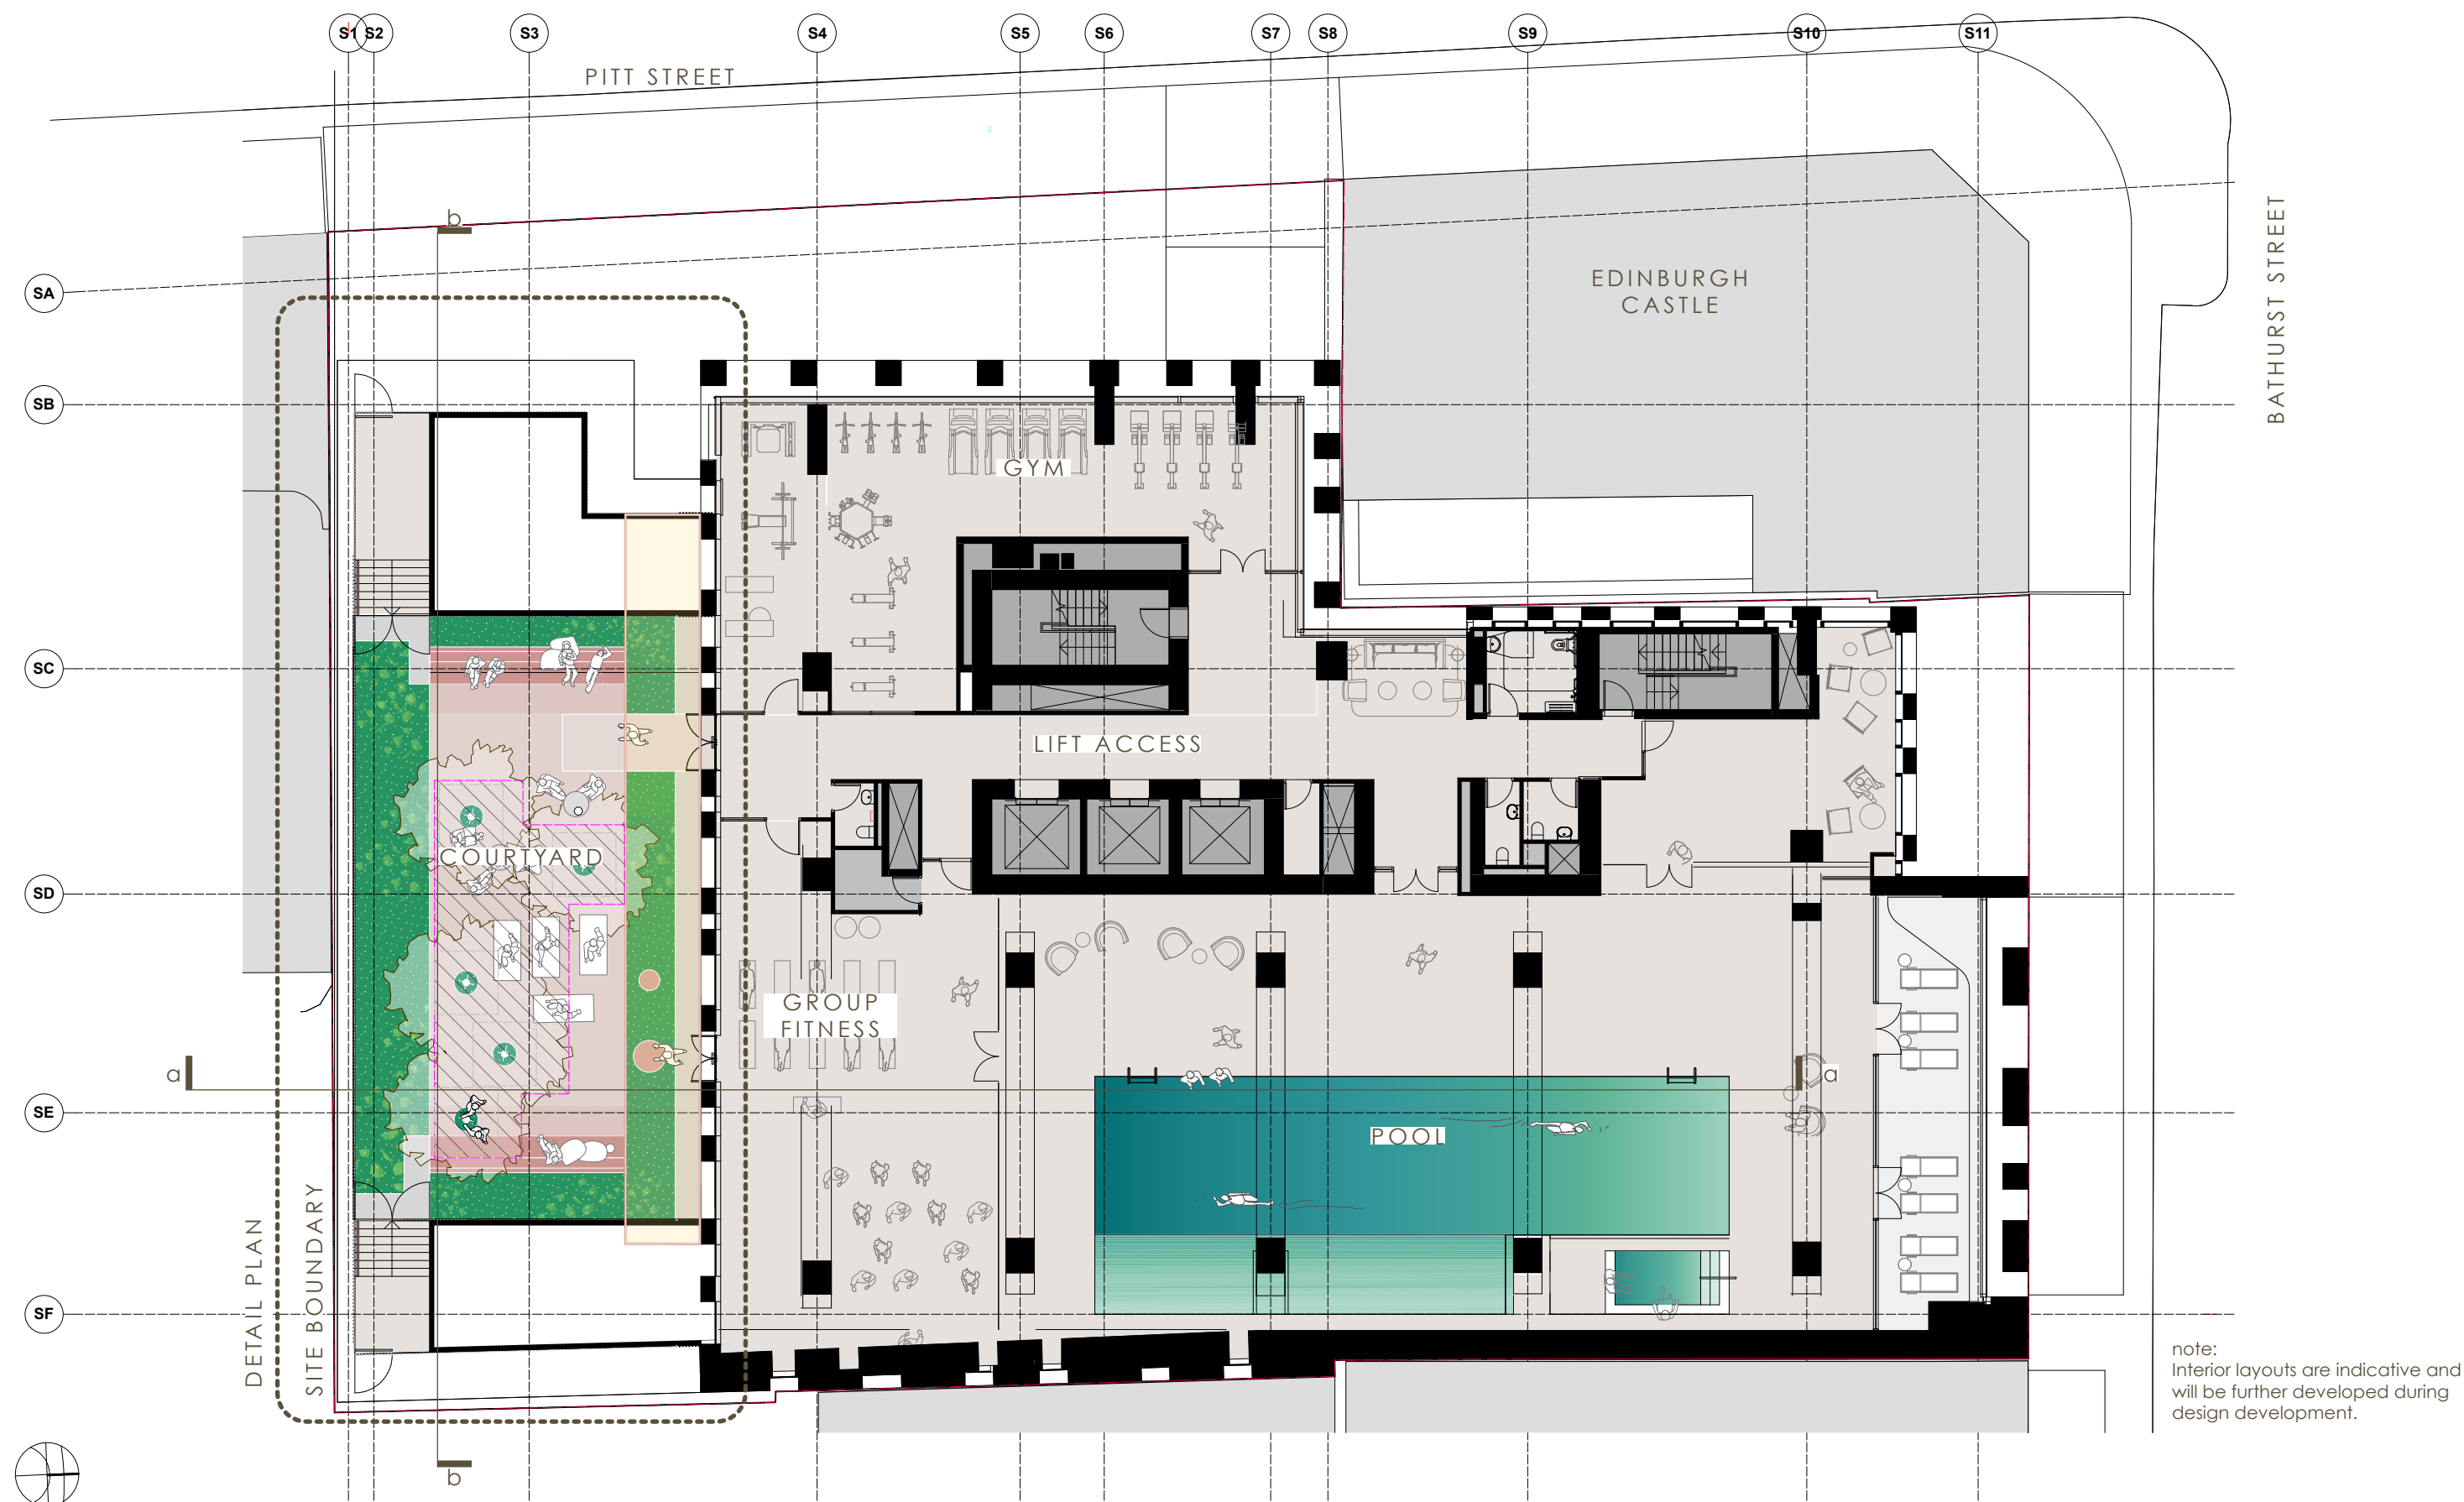 S1
S2
S3
S4
S5
S6
S7
S8
S9
S10
S11
PITT STREET
2
b
BATHURST STREET
EDINBURGH
CASTLE
SA
SB
GYM
SC
LIFT ACCESS
COURTYARD
SD
GROUP
FITNESS
a
a
SE
POOL
DETAIL PLAN
SITE BOUNDARY
SF
note:
Interior layouts are indicative and
will be further developed during
design development.
b